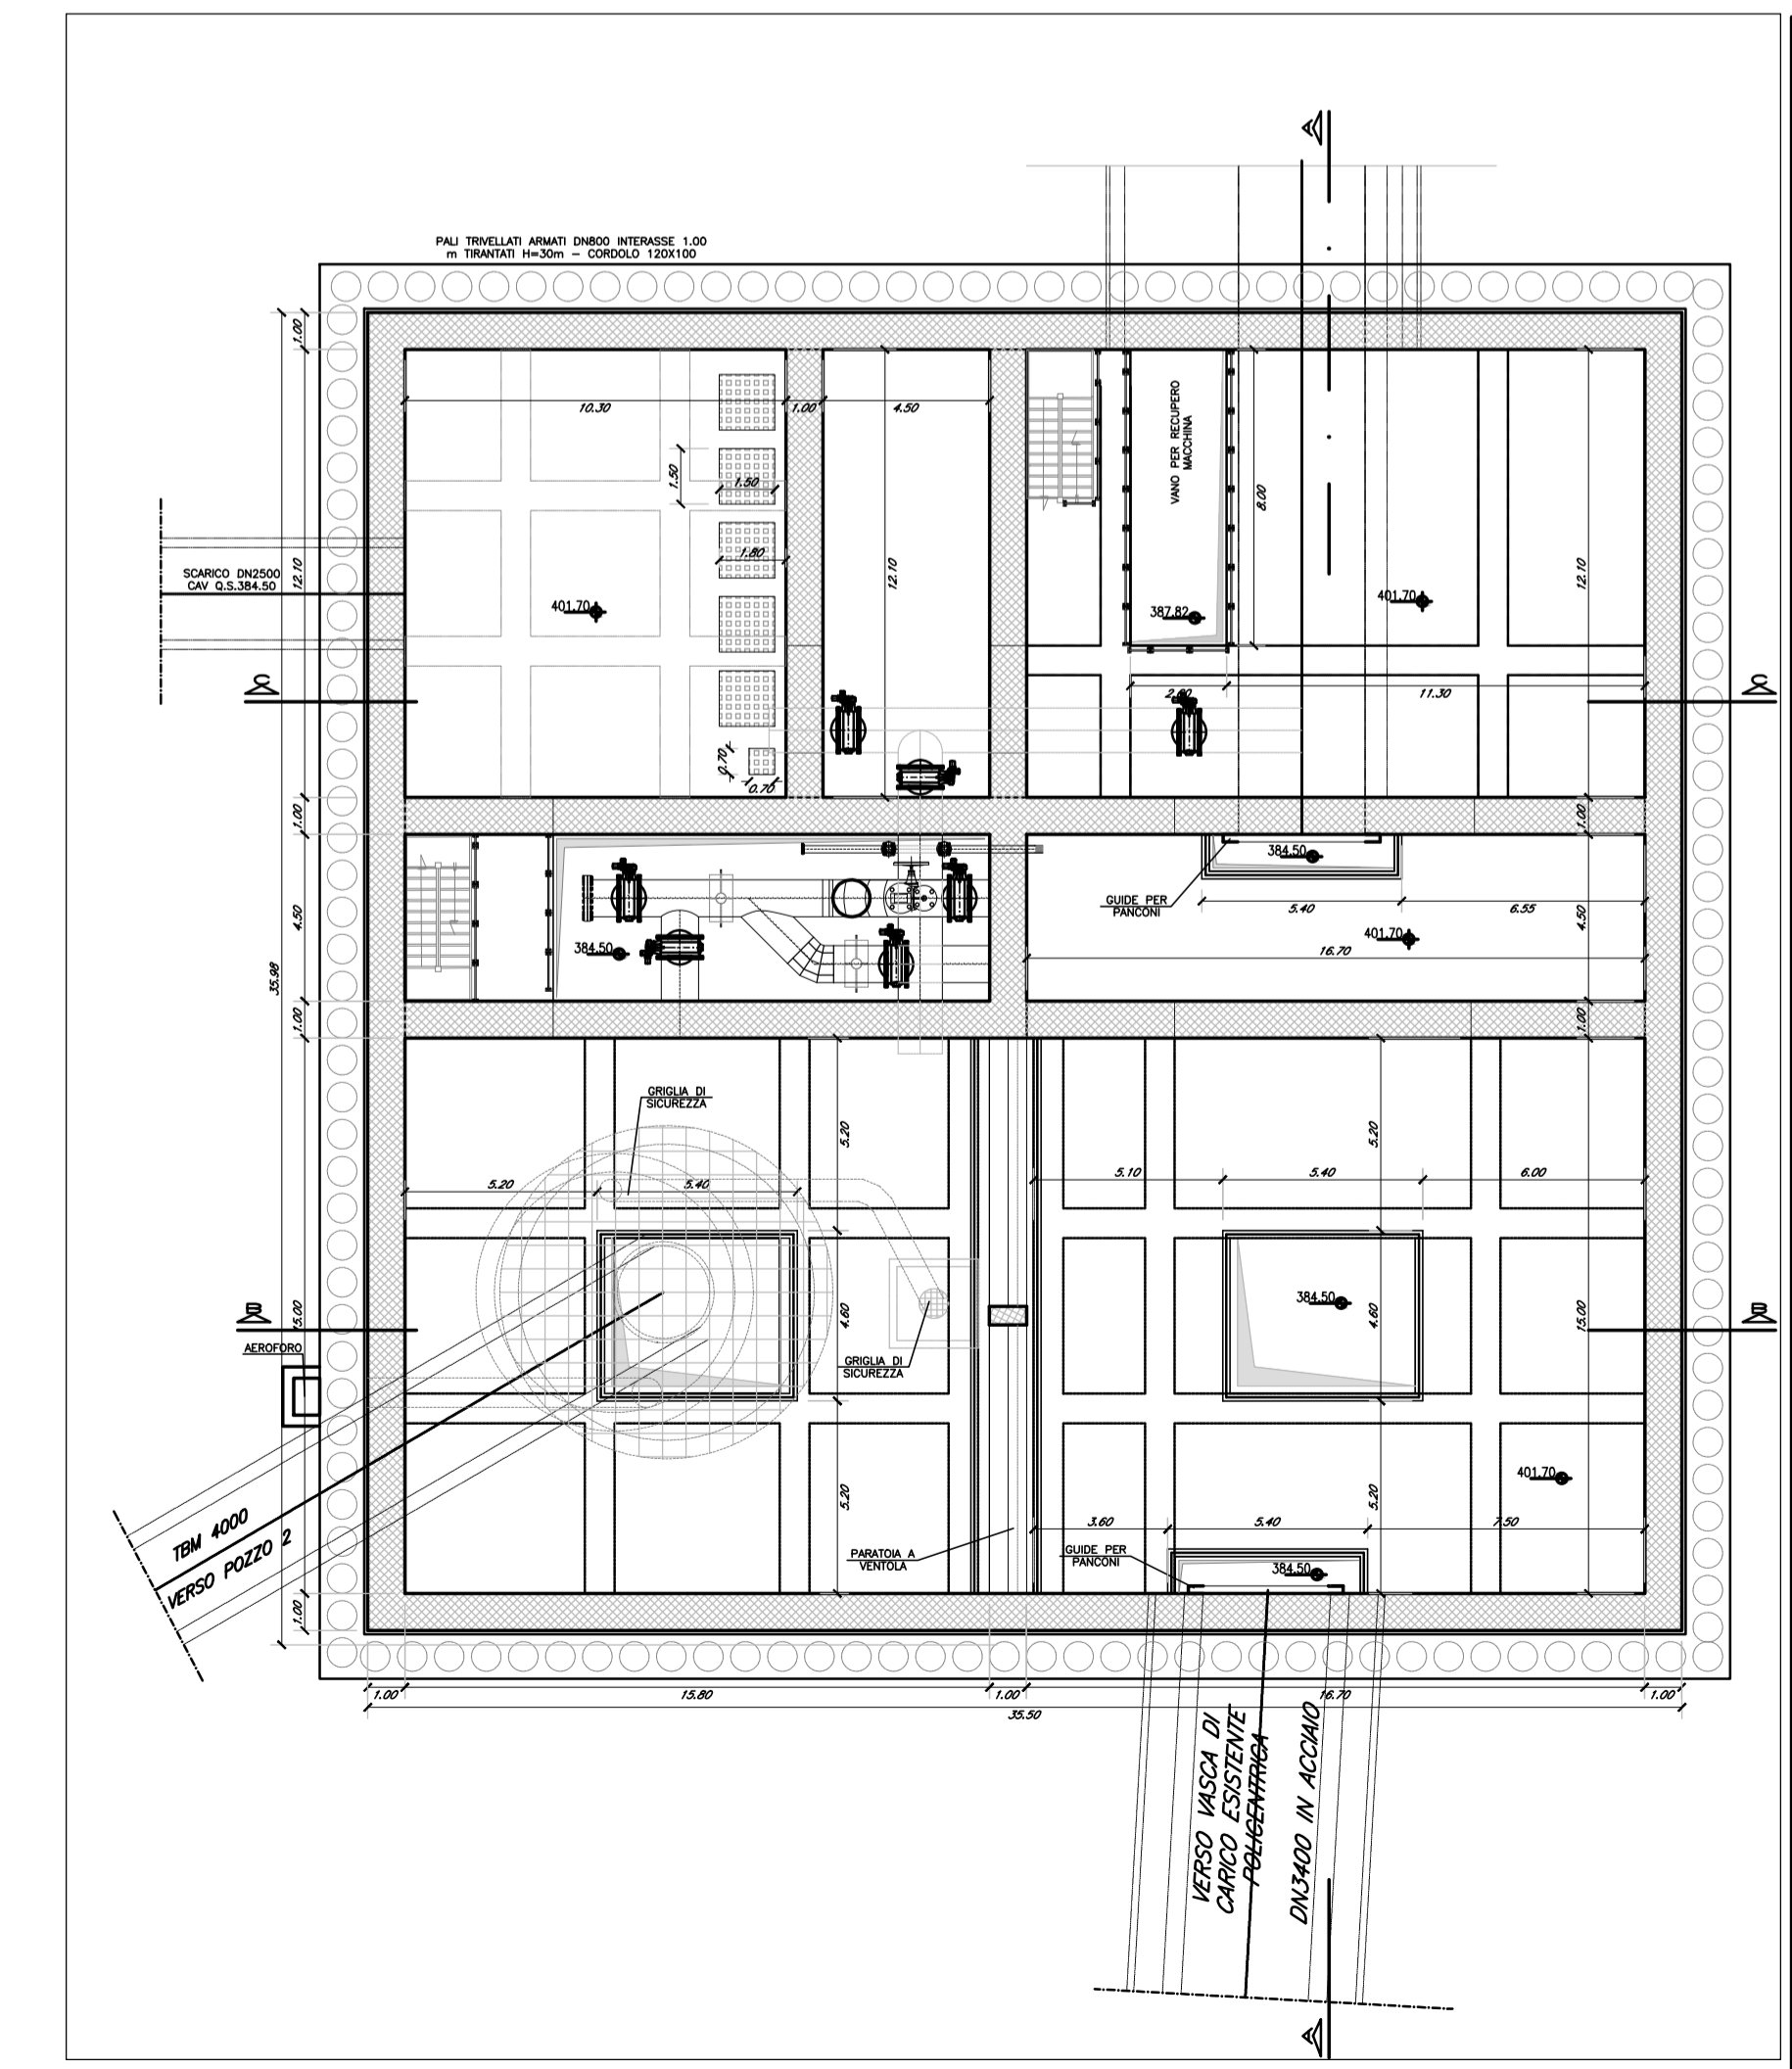 A
PALI TRIVELLATI ARMATI DN800 INTERASSE 1.00
m TIRANTATI H=30m - CORDOLO 120X100
1.00
10.30
1.00
4.50
VANO PER RECUPERO
MACCHINA
1.50
1.50
8.00
1.80
12.10
12.10
12.10
SCARICO DN2500
CAV Q.S.384.50
401.70
387.82
401.70
C
C
11.30
0.70
0.70
1.00
1.00
384.50
GUIDE PER
PANCONI
5.40
6.55
4.50
4.50
384.50
401.70
16.70
35.98
1.00
1.00
GRIGLIA DI
SICUREZZA
5.20
5.20
5.20
5.40
5.10
5.40
6.00
384.50
4.60
4.60
15.00
15.00
B
B
AEROFORO
GRIGLIA DI
SICUREZZA
401.70
5.20
5.20
3.60
5.40
7.50
TBM 4000
VERSO POZZO 2
PARATOIA A
VENTOLA
GUIDE PER
PANCONI
384.50
1.00
1.00
15.80
1.00
16.70
1.00
35.50
VERSO VASCA DI
CARICO ESISTENTE
POLICENTRICA
DN3400 IN ACCIAIO
A